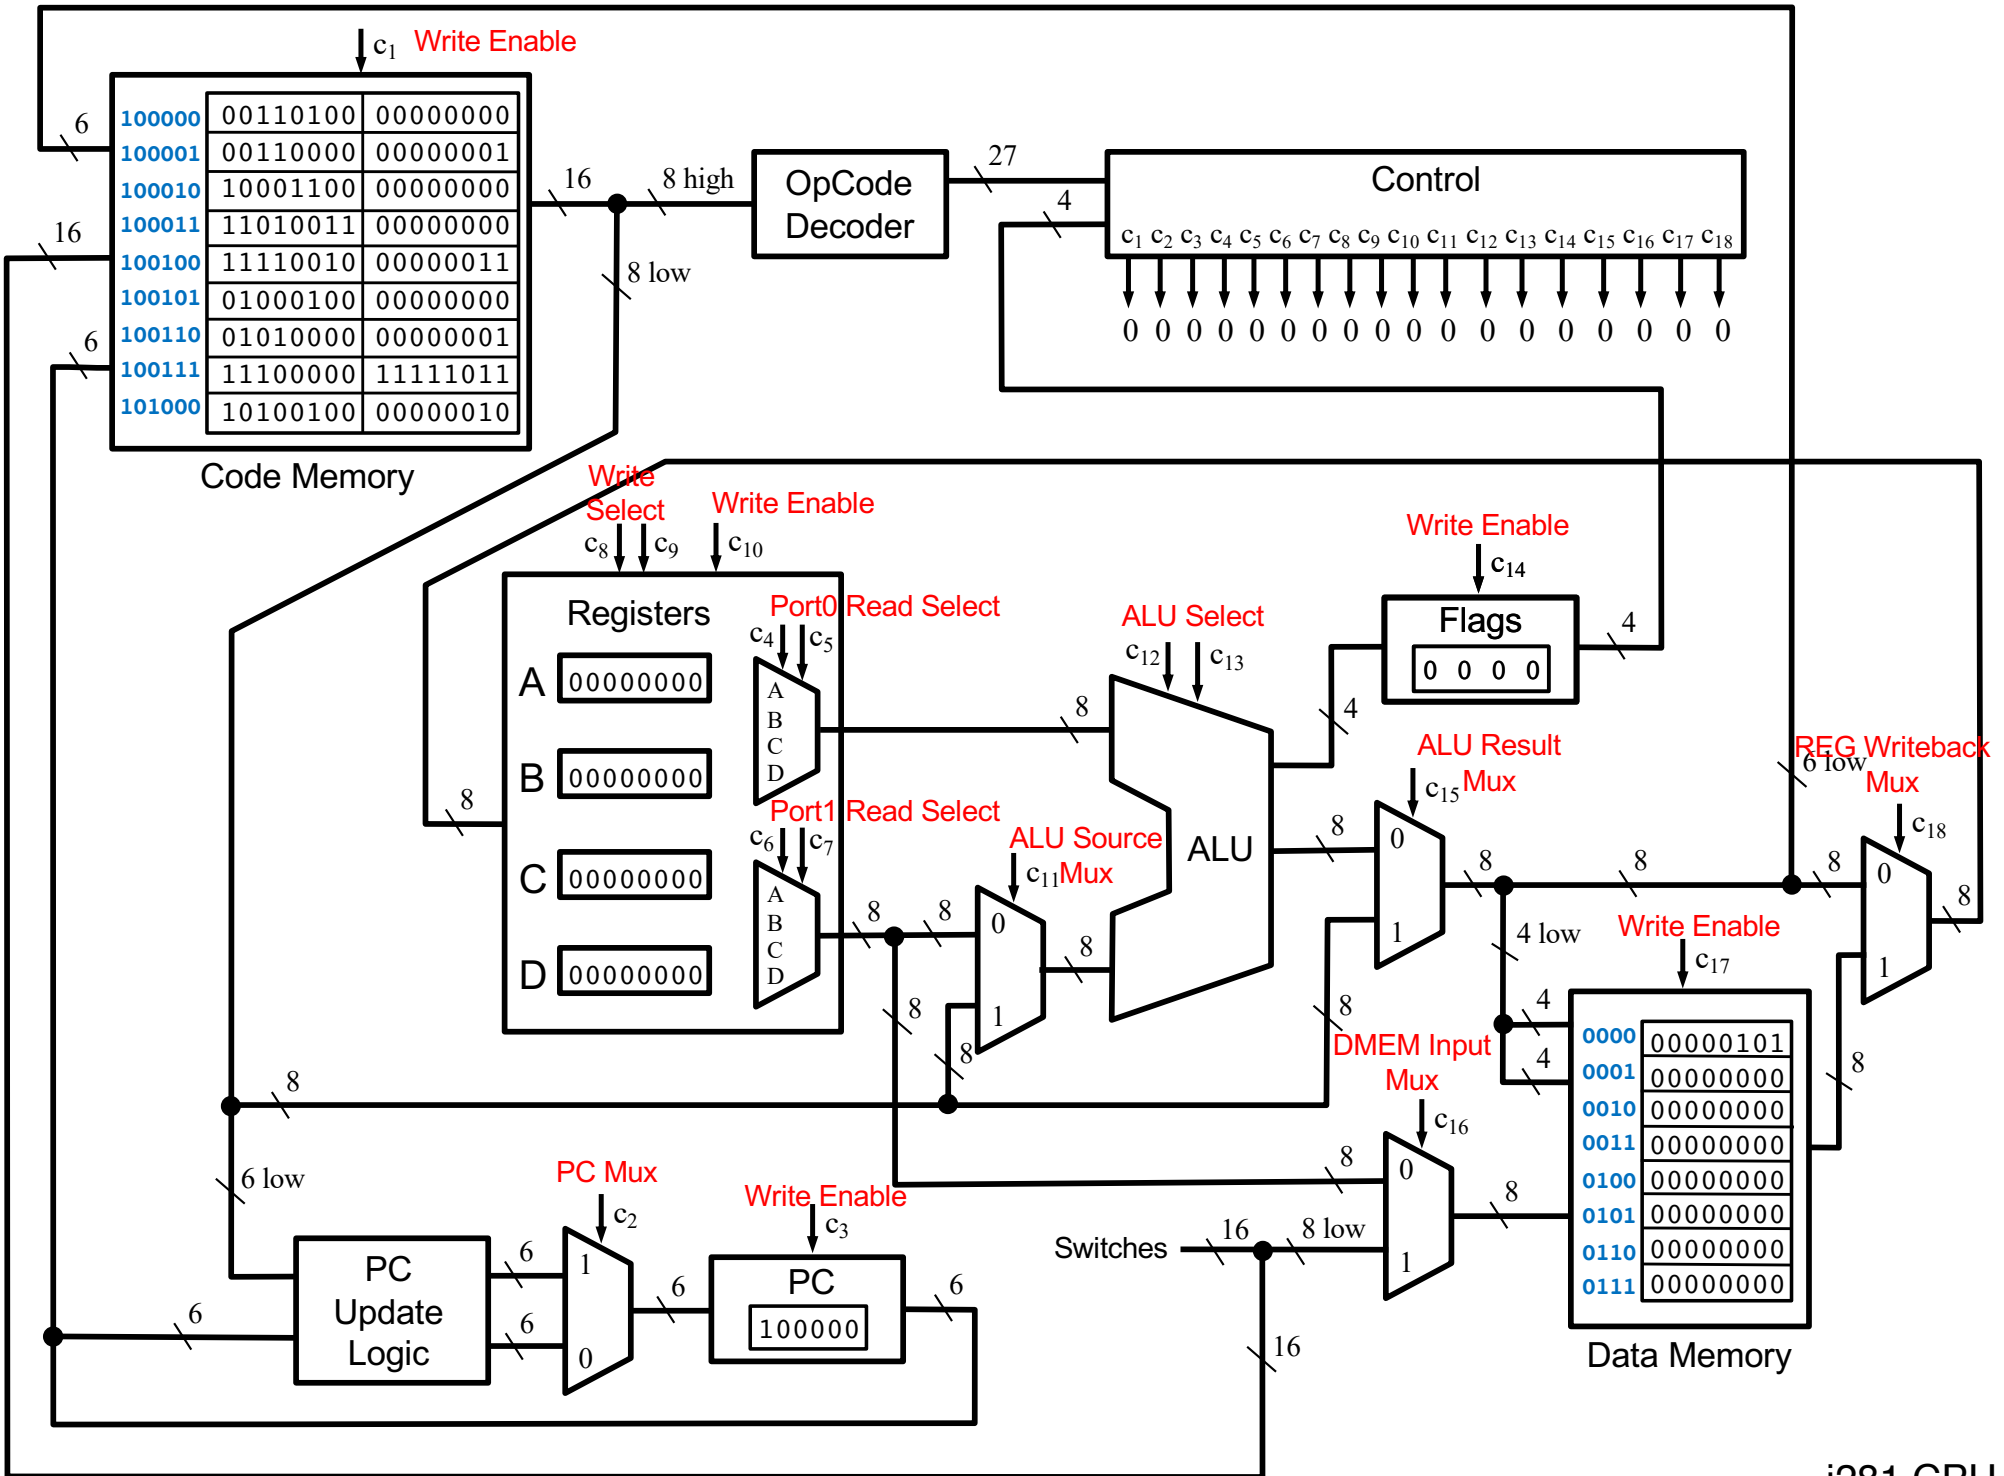 c1 Write Enable
6
100000 00110100 00000000
100001 00110000 00000001
100010 10001100 00000000
100011 11010011 00000000
100100 11110010 00000011
100101 01000100 00000000
100110 01010000 00000001
100111 11100000 11111011
101000 10100100 00000010
16
6
Code Memory
16
8 high
8 low
OpCode
Decoder
27
4
Control
c1 c2 c3 c4 c5 c6 c7 c8 c9 c10 c11 c12 c13 c14 c15 c16 c17 c18
0 0 0 0 0 0 0 0 0 0 0 0 0 0 0 0 0 0
Write
Select
Write Enable
c8 c9 c10
Registers
A 00000000
B 00000000
C 00000000
D 00000000
8
Port0 Read Select
c4 c5
A
B
C
D
8
Port1 Read Select
c6 c7
A
B
C
D
8
8
8
ALU Source
Mux
c11
0
1
8
8
ALU Select
c12 c13
ALU
4
8
Write Enable
c14
Flags
0 0 0 0
4
ALU Result
Mux
c15
0
1
8
8
8
6 low
8
4 low
REG Writeback
Mux
c18
0
1
8
Write Enable
c17
4
4
0000 00000101
0001 00000000
0010 00000000
0011 00000000
0100 00000000
0101 00000000
0110 00000000
0111 00000000
Data Memory
8
DMEM Input
Mux
c16
0
1
8
8
Switches
16
8 low
16
8
6 low
PC
Update
Logic
6
6
6
PC Mux
c2
1
0
6
Write Enable
c3
PC
100000
6
i281 CPU